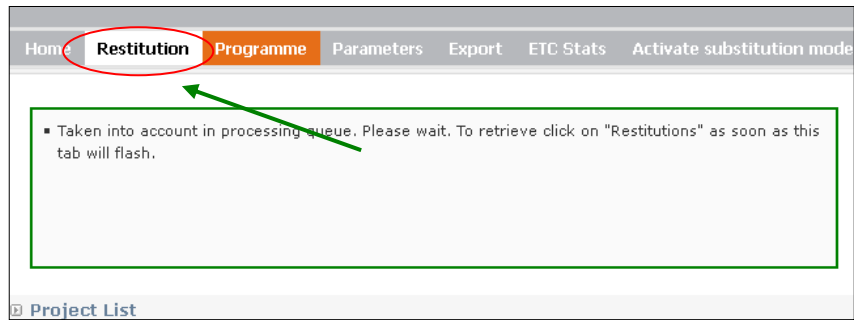 Home Restitution Programme Parameters Export ETC Stats Activate substitution mode
▪ Taken into account in processing queue. Please wait. To retrieve click on "Restitutions" as soon as this
tab will flash.
Project List